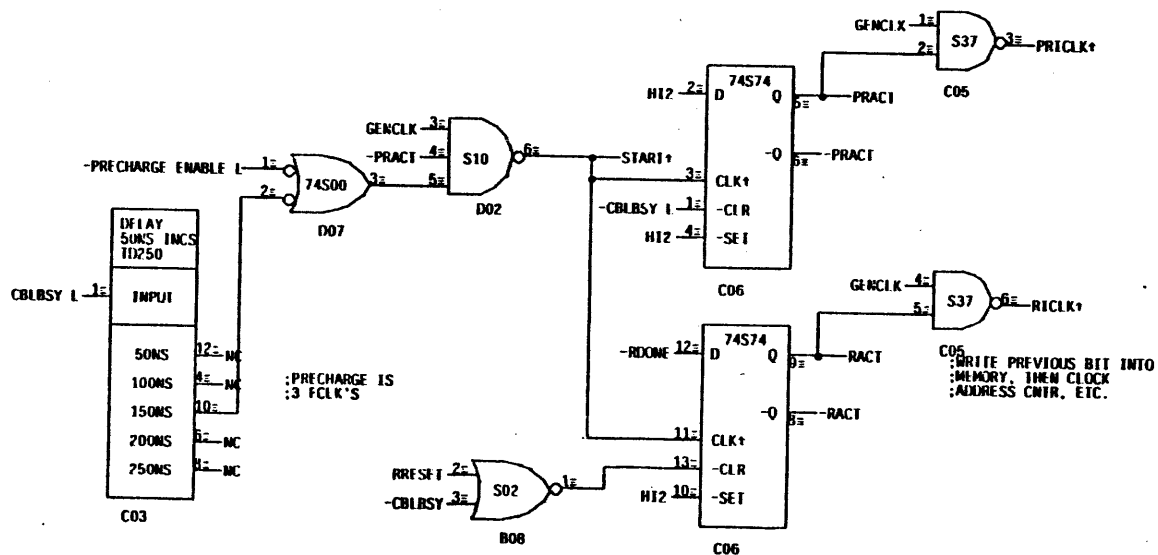 GENCLK 1
2
S37
3 PRICLK↑
C05
74S74
HI2 2 D Q 5 PRACT
-Q 6 -PRACT
3 CLK↑
-CBLBSY L 1 -CLR
HI2 4 -SET
C06
GENCLK 3
-PRACT 4
5
S10
6 START↑
D02
-PRECHARGE ENABLE L 1
2
74S00
3
D07
DELAY
50NS INCS
TD250
CBLBSY L 1 INPUT
50NS 12 NC
100NS 4 NC
150NS 10
200NS 6 NC
250NS 8 NC
C03
;PRECHARGE IS
;3 FCLK'S
GENCLK 4
5
S37
6 RICLK↑
C05
;WRITE PREVIOUS BIT INTO
;MEMORY, THEN CLOCK
;ADDRESS CNTR, ETC.
74S74
-RDONE 12 D Q 9 RACT
-Q 8 -RACT
11 CLK↑
13 -CLR
HI2 10 -SET
C06
RRESET 2
-CBLBSY 3
S02
1
B08